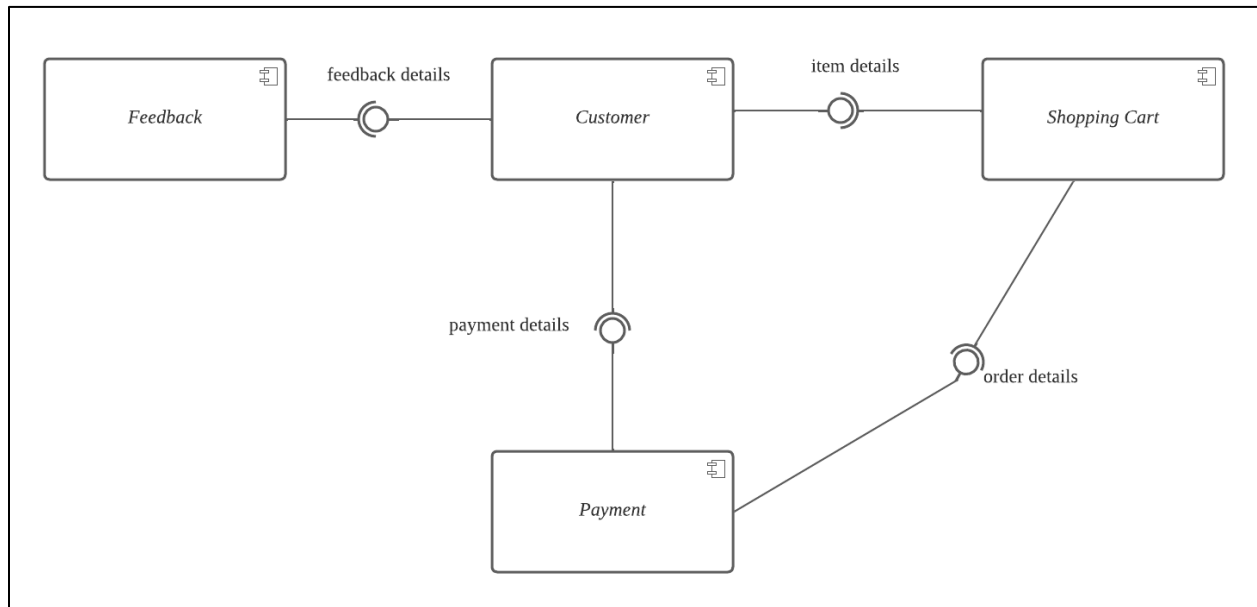 feedback details
item details
Feedback
Customer
Shopping Cart
payment details
order details
Payment